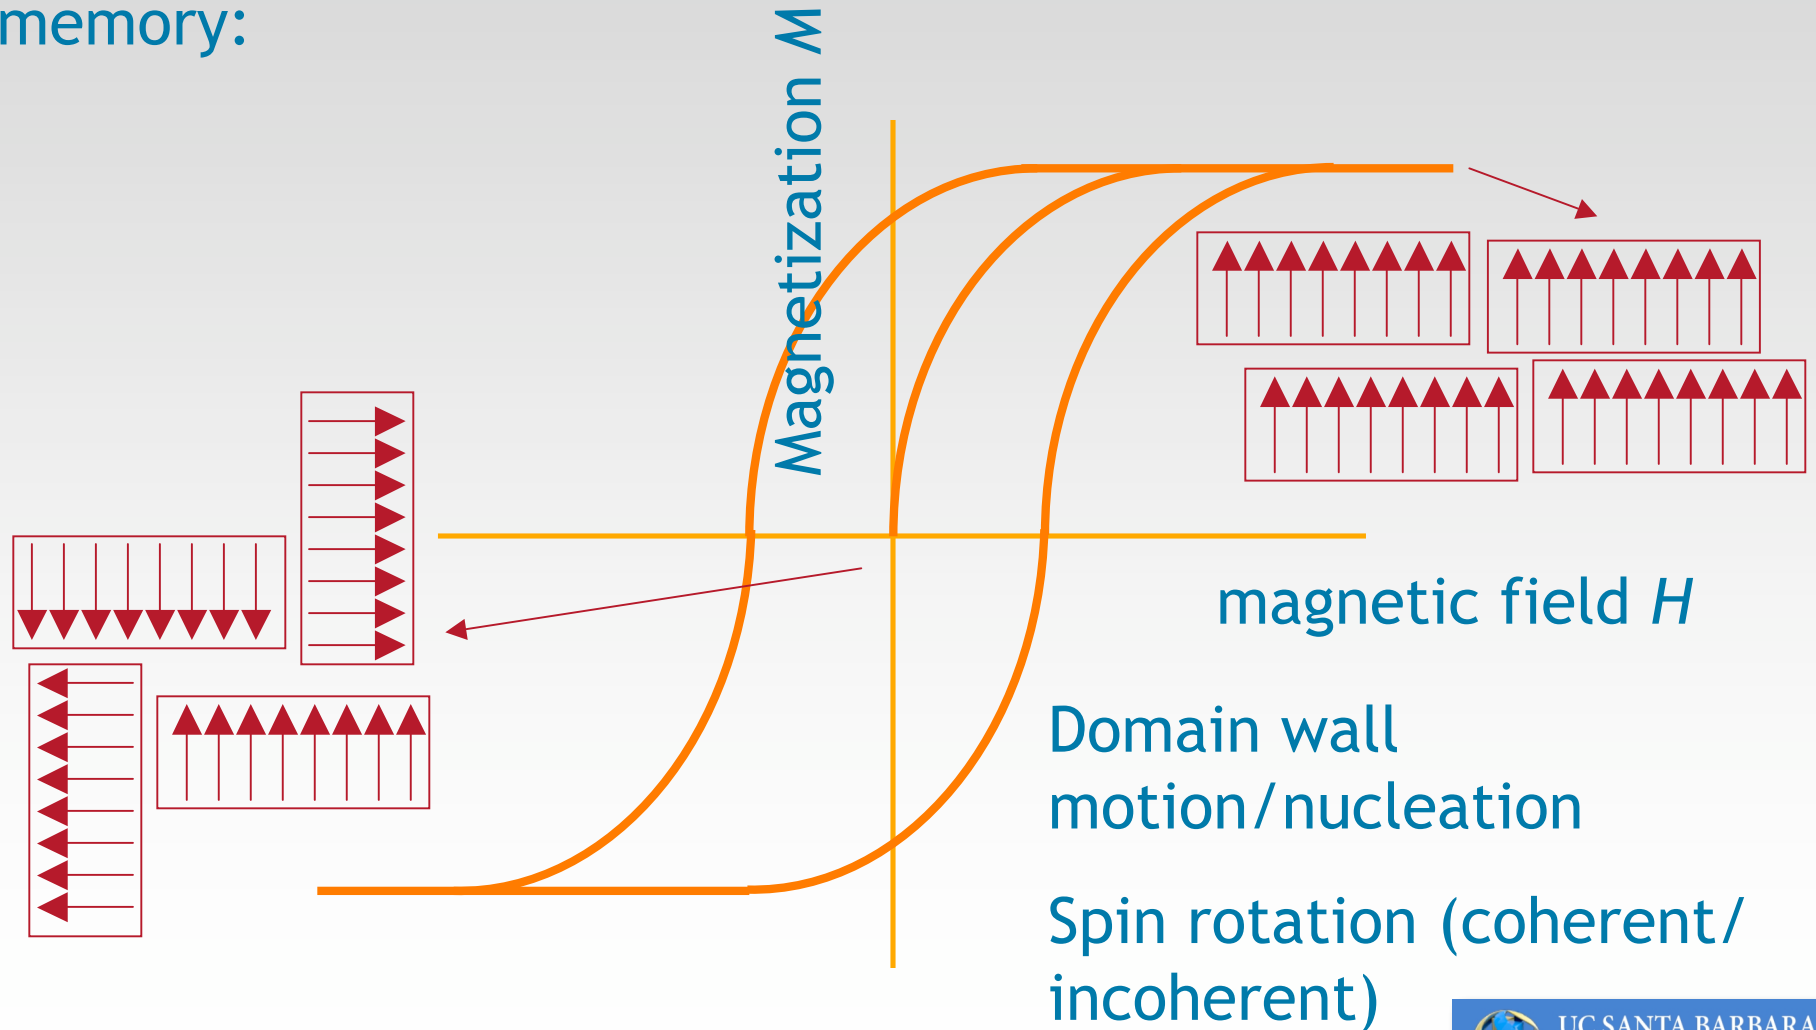 memory:
Magnetization M
magnetic field H
Domain wall
motion/nucleation
Spin rotation (coherent/
incoherent)
UC SANTA BARBARA